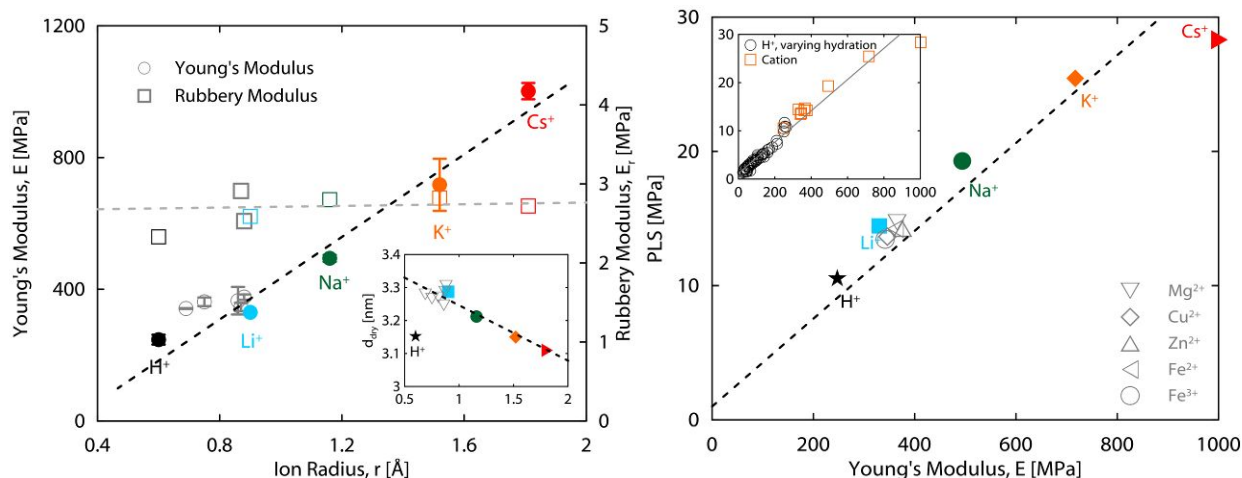 1200
800
400
0
Young's Modulus, E [MPa]
0.4
0.8
1.2
1.6
2
Ion Radius, r [Å]
5
4
3
2
1
0
Rubbery Modulus, Eᵣ [MPa]
Young's Modulus
Rubbery Modulus
H⁺
Li⁺
Na⁺
K⁺
Cs⁺
3.4
3.3
3.2
3.1
3
d_dry [nm]
0.5
1
1.5
2
H⁺
30
20
10
0
PLS [MPa]
0
200
400
600
800
1000
Young's Modulus, E [MPa]
H⁺
Li⁺
Na⁺
K⁺
Cs⁺
Mg²⁺
Cu²⁺
Zn²⁺
Fe²⁺
Fe³⁺
30
20
10
0
0
200
400
600
800
1000
H⁺, varying hydration
Cation